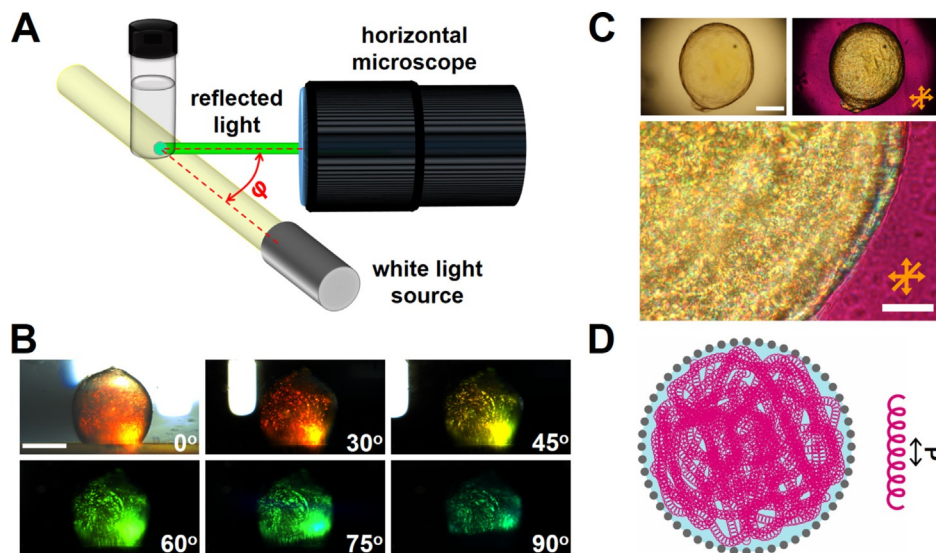 A
horizontal
microscope
reflected
light
φ
white light
source
B
0°
30°
45°
60°
75°
90°
C
D
P